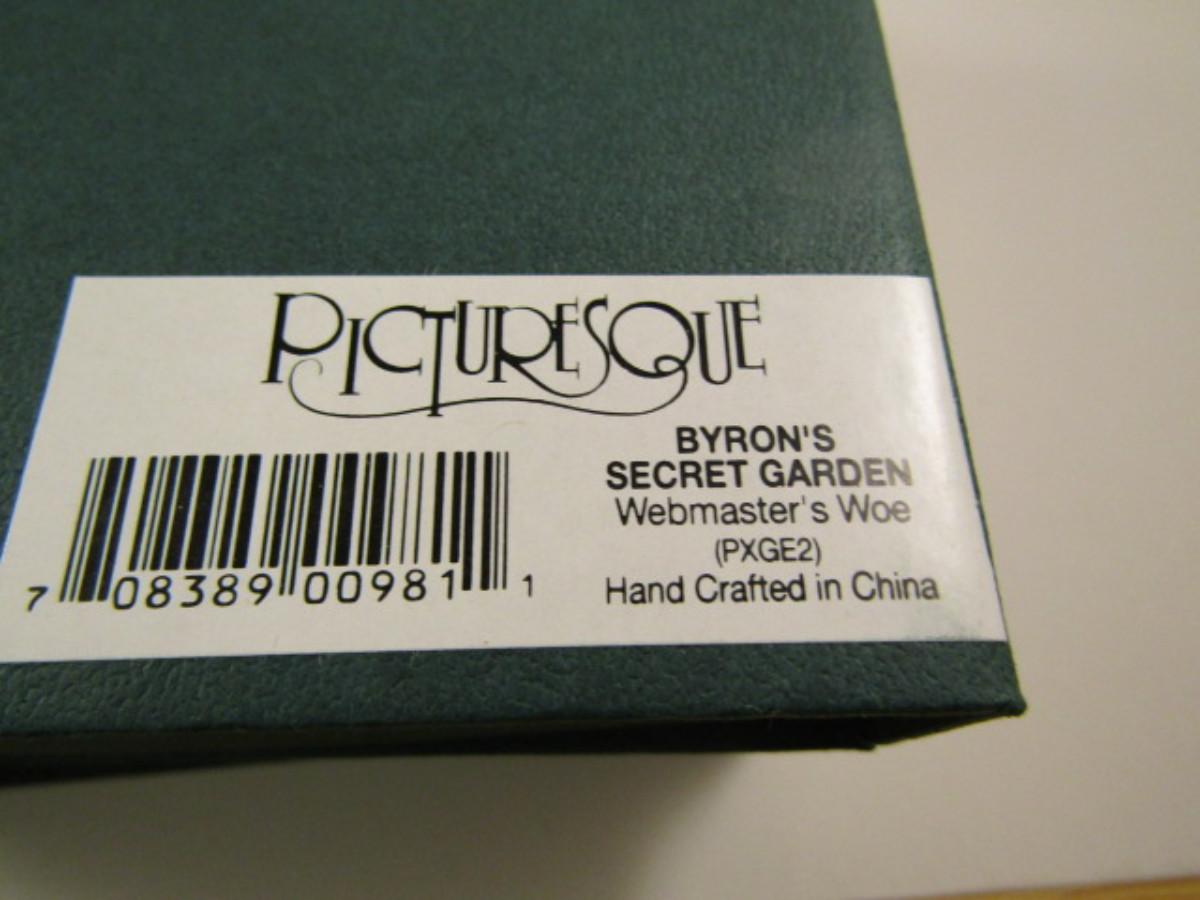 PICTURESQUE
BYRON'S
SECRET GARDEN
Webmaster's Woe
(PXGE2)
Hand Crafted in China
7 08389 00981 1